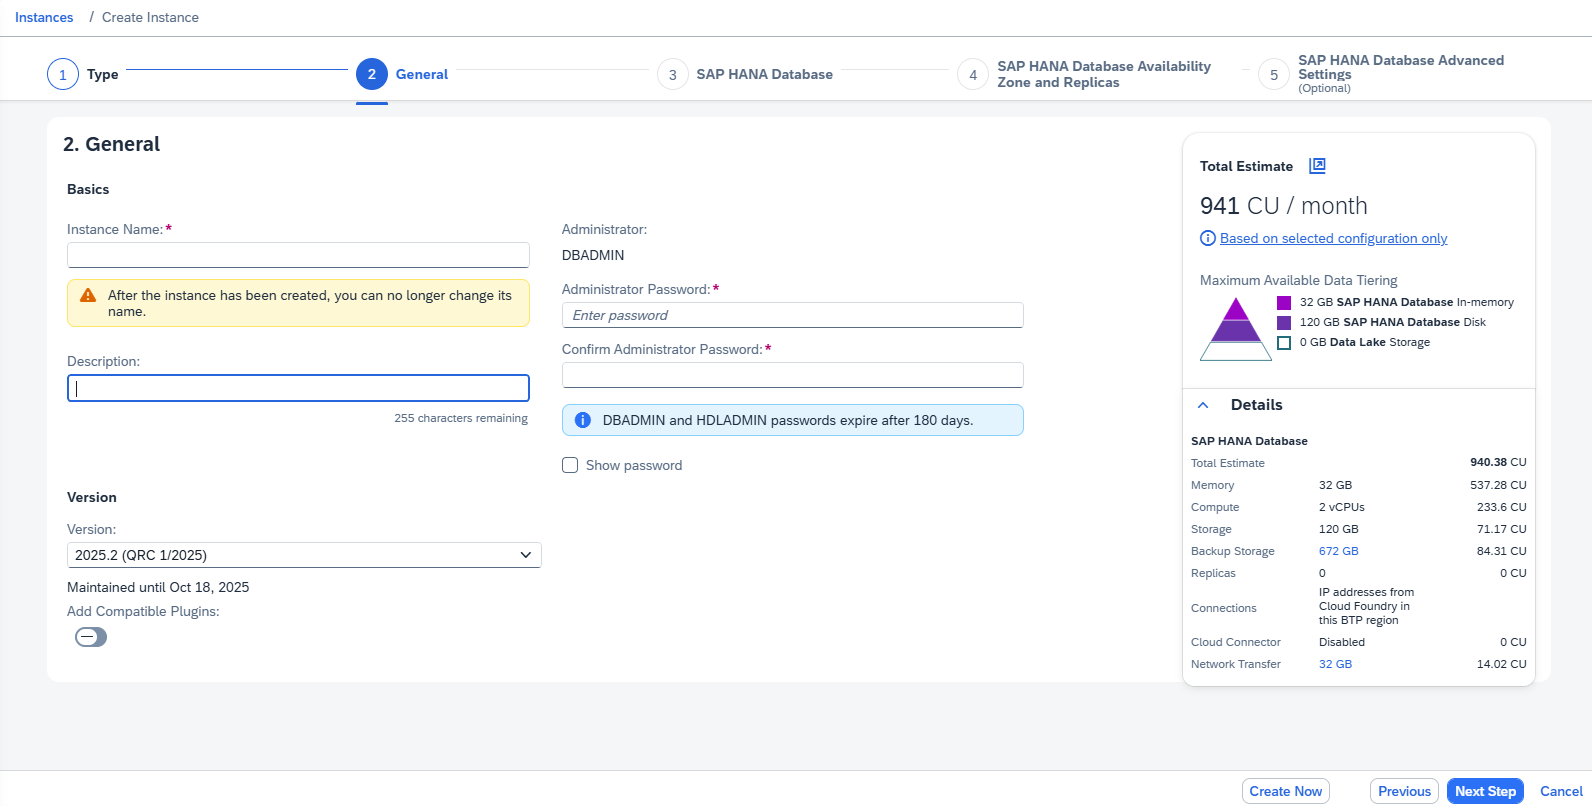 Instances / Create Instance
1 Type
2 General
3 SAP HANA Database
4 SAP HANA Database Availability
Zone and Replicas
5 SAP HANA Database Advanced
Settings
(Optional)
2. General
Basics
Instance Name:*
After the instance has been created, you can no longer change its
name.
Description:
255 characters remaining
Administrator:
DBADMIN
Administrator Password:*
Enter password
Confirm Administrator Password:*
DBADMIN and HDLADMIN passwords expire after 180 days.
Show password
Version
Version:
2025.2 (QRC 1/2025)
Maintained until Oct 18, 2025
Add Compatible Plugins:
Total Estimate
941 CU / month
Based on selected configuration only
Maximum Available Data Tiering
32 GB SAP HANA Database In-memory
120 GB SAP HANA Database Disk
0 GB Data Lake Storage
Details
SAP HANA Database
Total Estimate 940.38 CU
Memory 32 GB 537.28 CU
Compute 2 vCPUs 233.6 CU
Storage 120 GB 71.17 CU
Backup Storage 672 GB 84.31 CU
Replicas 0 0 CU
Connections IP addresses from
Cloud Foundry in
this BTP region
Cloud Connector Disabled 0 CU
Network Transfer 32 GB 14.02 CU
Create Now Previous Next Step Cancel